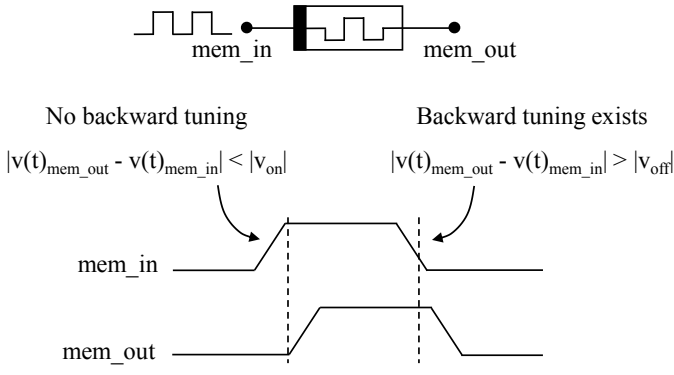 mem_in mem_out
No backward tuning Backward tuning exists
|v(t)mem_out - v(t)mem_in| < |von| |v(t)mem_out - v(t)mem_in| > |voff|
mem_in
mem_out